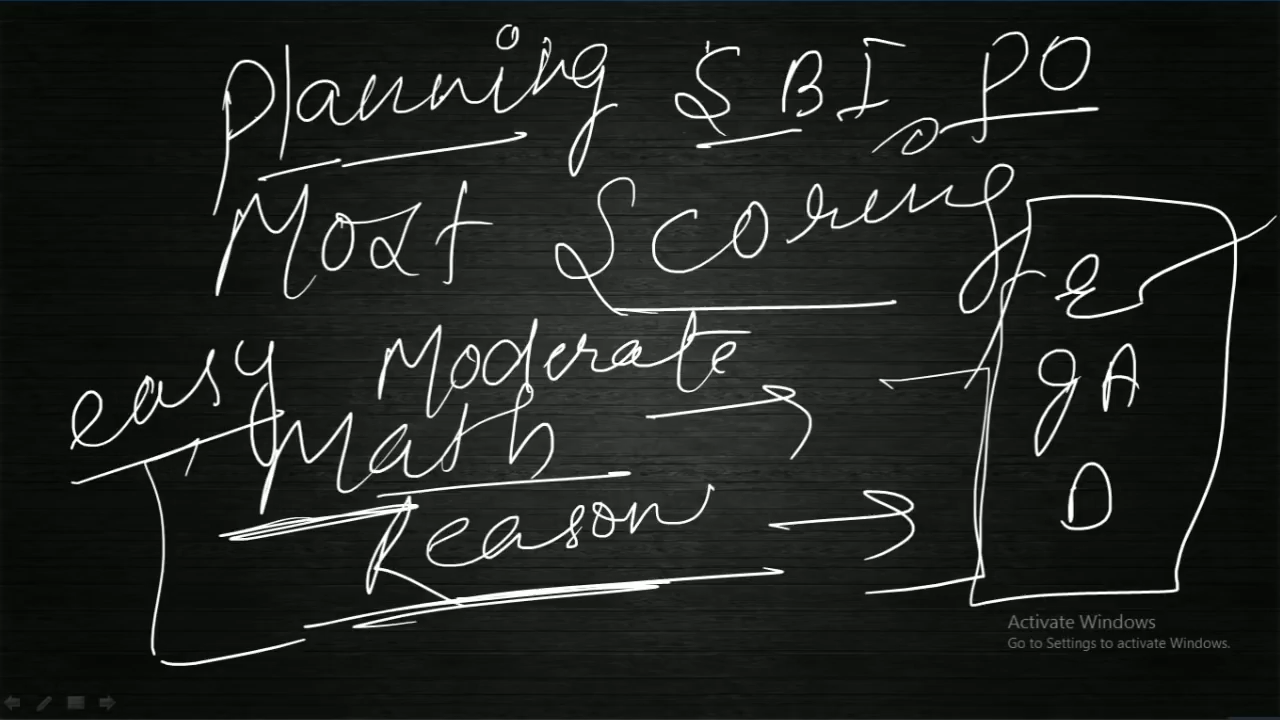 Planning SBI PO
Most Scoring
easy Moderate
Math
Reason
E
gA
D
Activate Windows
Go to Settings to activate Windows.